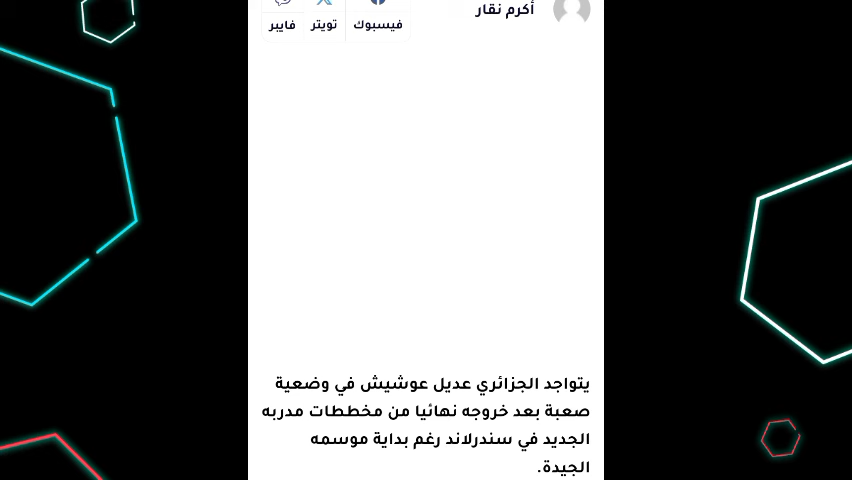 أكرم نقار
فيسبوك
تويتر
فايبر
يتواجد الجزائري عديل عوشيش في وضعية
صعبة بعد خروجه نهائيا من مخططات مدربه
الجديد في سندرلاند رغم بداية موسمه
الجيدة.